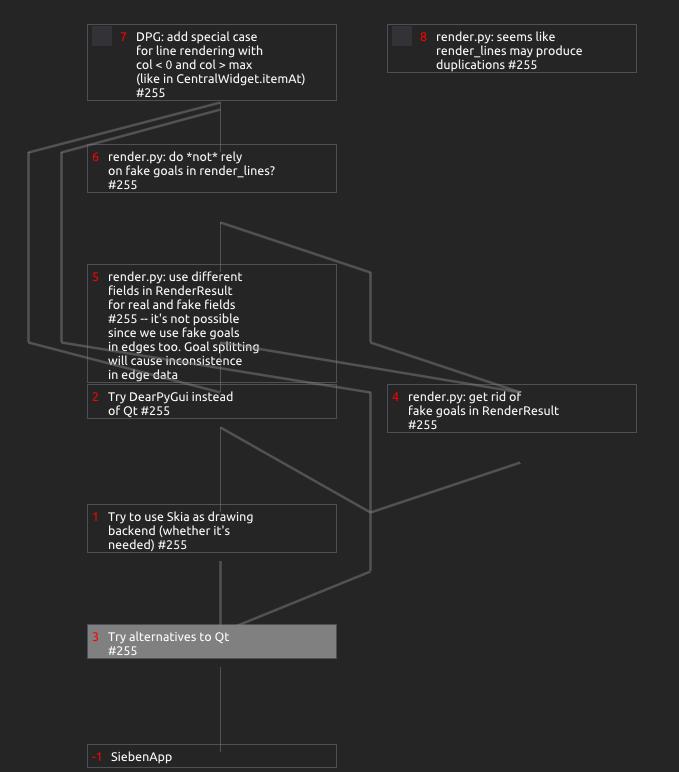 7 DPG: add special case
for line rendering with
col < 0 and col > max
(like in CentralWidget.itemAt)
#255
8 render.py: seems like
render_lines may produce
duplications #255
6 render.py: do *not* rely
on fake goals in render_lines?
#255
5 render.py: use different
fields in RenderResult
for real and fake fields
#255 -- it's not possible
since we use fake goals
in edges too. Goal splitting
will cause inconsistence
in edge data
2 Try DearPyGui instead
of Qt #255
4 render.py: get rid of
fake goals in RenderResult
#255
1 Try to use Skia as drawing
backend (whether it's
needed) #255
3 Try alternatives to Qt
#255
-1 SiebenApp